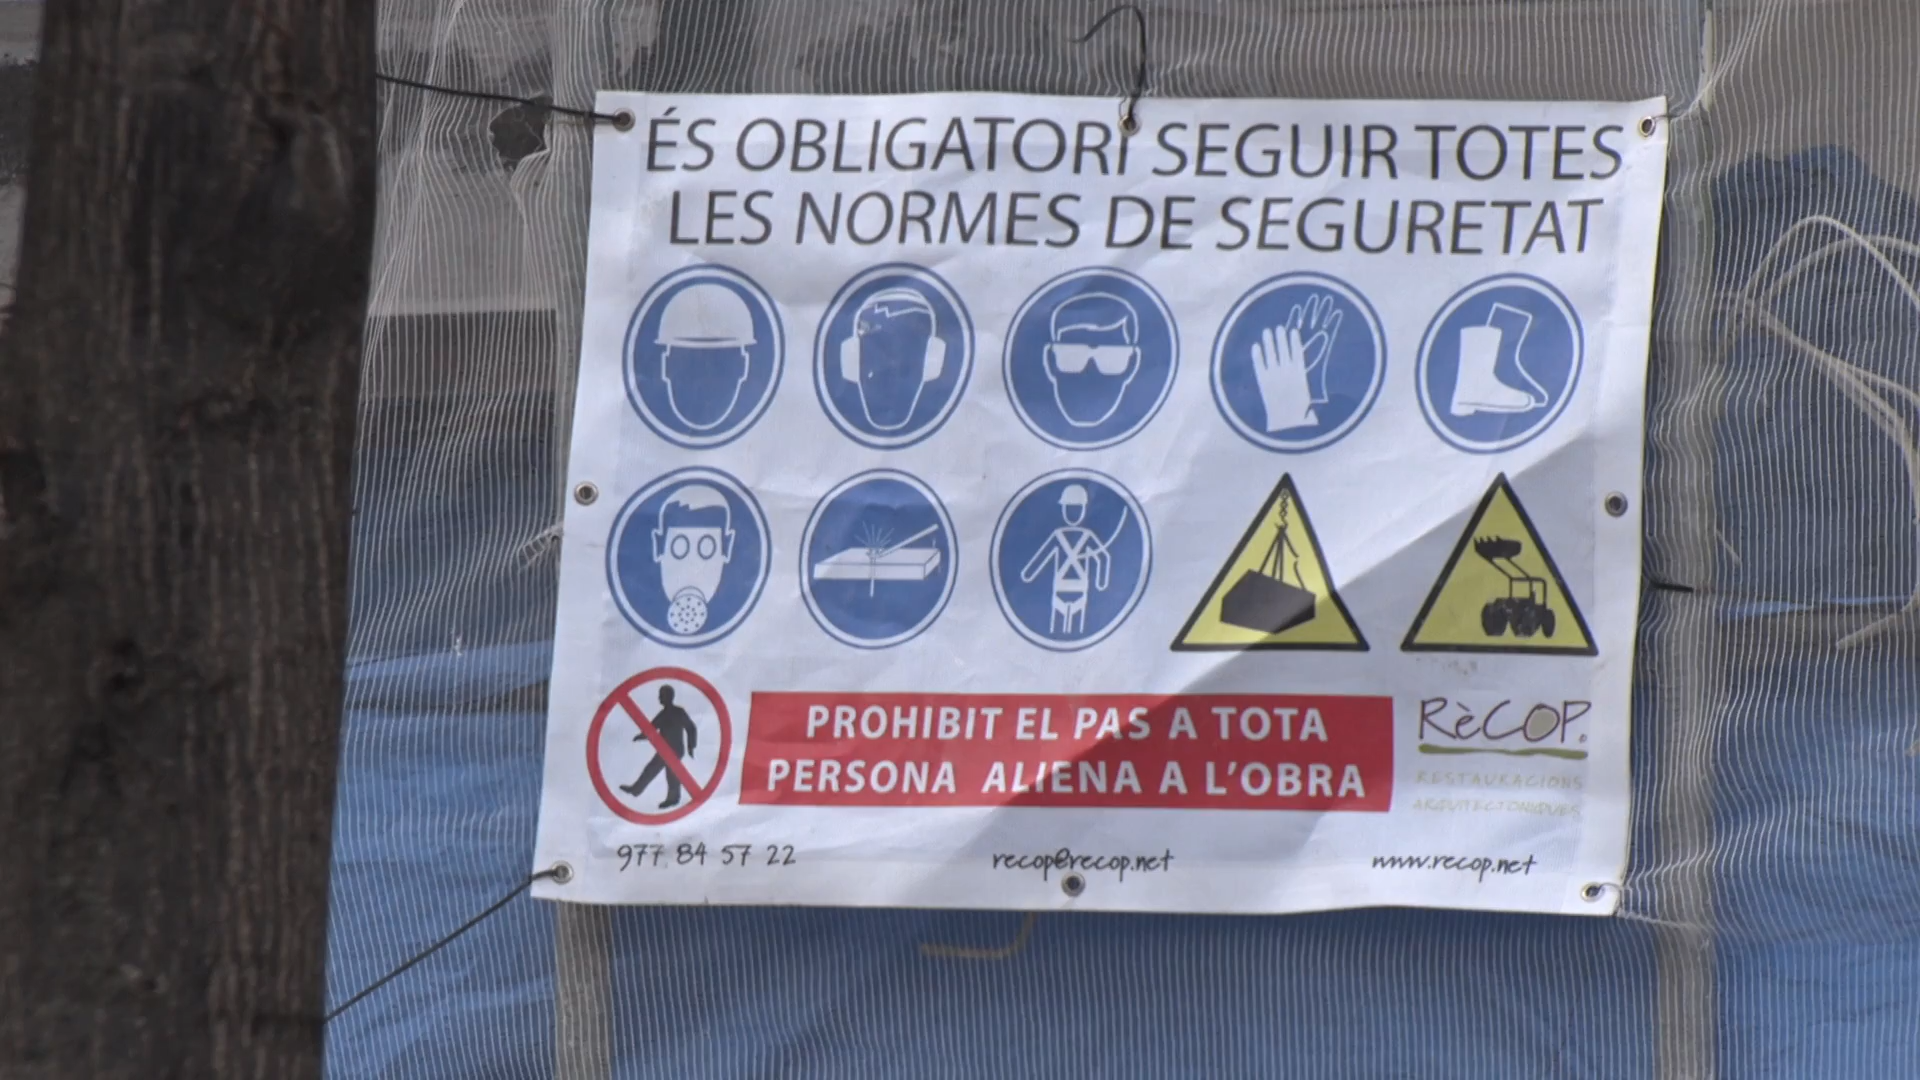 ÉS OBLIGATORI SEGUIR TOTES
LES NORMES DE SEGURETAT
PROHIBIT EL PAS A TOTA
PERSONA ALIENA A L'OBRA
RèCOP.
RESTAURACIONS
ARQUITECTÒNIQUES
977 84 57 22
recop@recop.net
www.recop.net